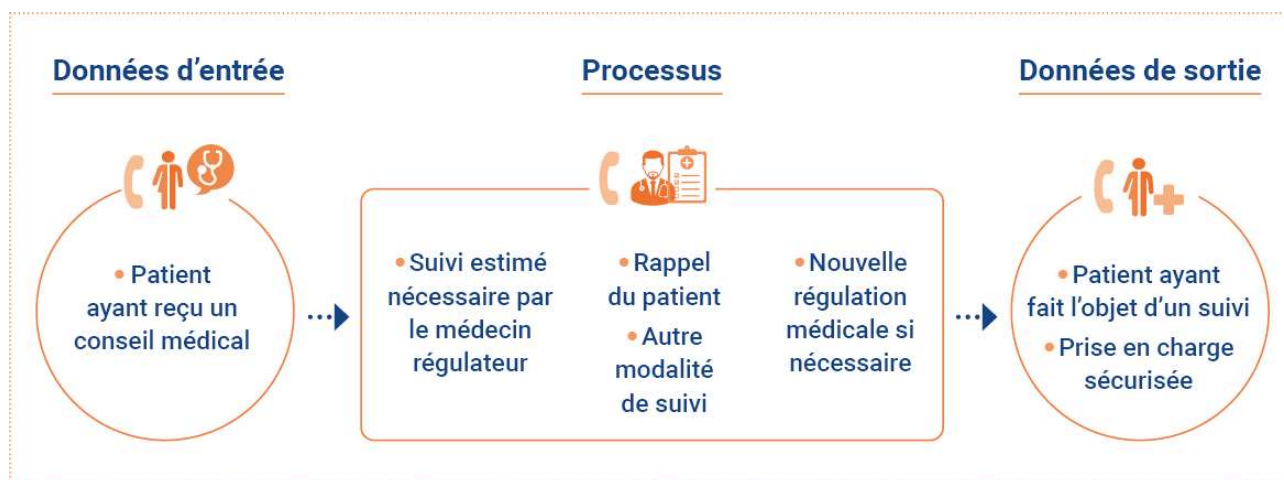 Données d'entrée
Processus
Données de sortie
• Patient
ayant reçu un
conseil médical
• Suivi estimé
nécessaire par
le médecin
régulateur
• Rappel
du patient
• Autre
modalité
de suivi
• Nouvelle
régulation
médicale si
nécessaire
• Patient ayant
fait l'objet d'un suivi
• Prise en charge
sécurisée